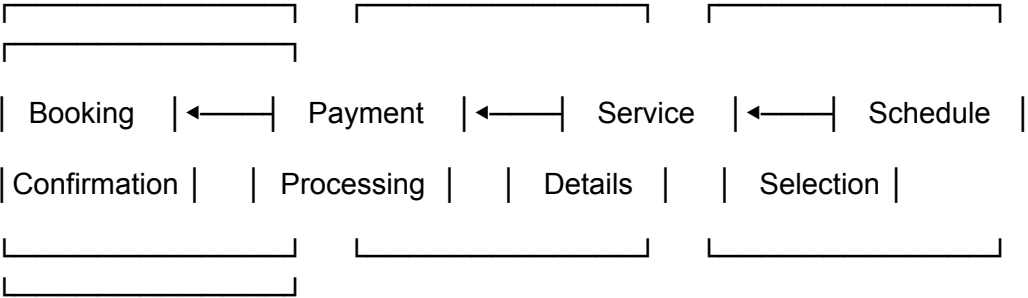 ┌──────────────┐ ┌──────────────┐ ┌──────────────┐
┌──────────────┐
│ Booking │◄────┤ Payment │◄────┤ Service │◄────┤ Schedule │
│Confirmation │ │ Processing │ │ Details │ │ Selection │
└──────────────┘ └──────────────┘ └──────────────┘
└──────────────┘